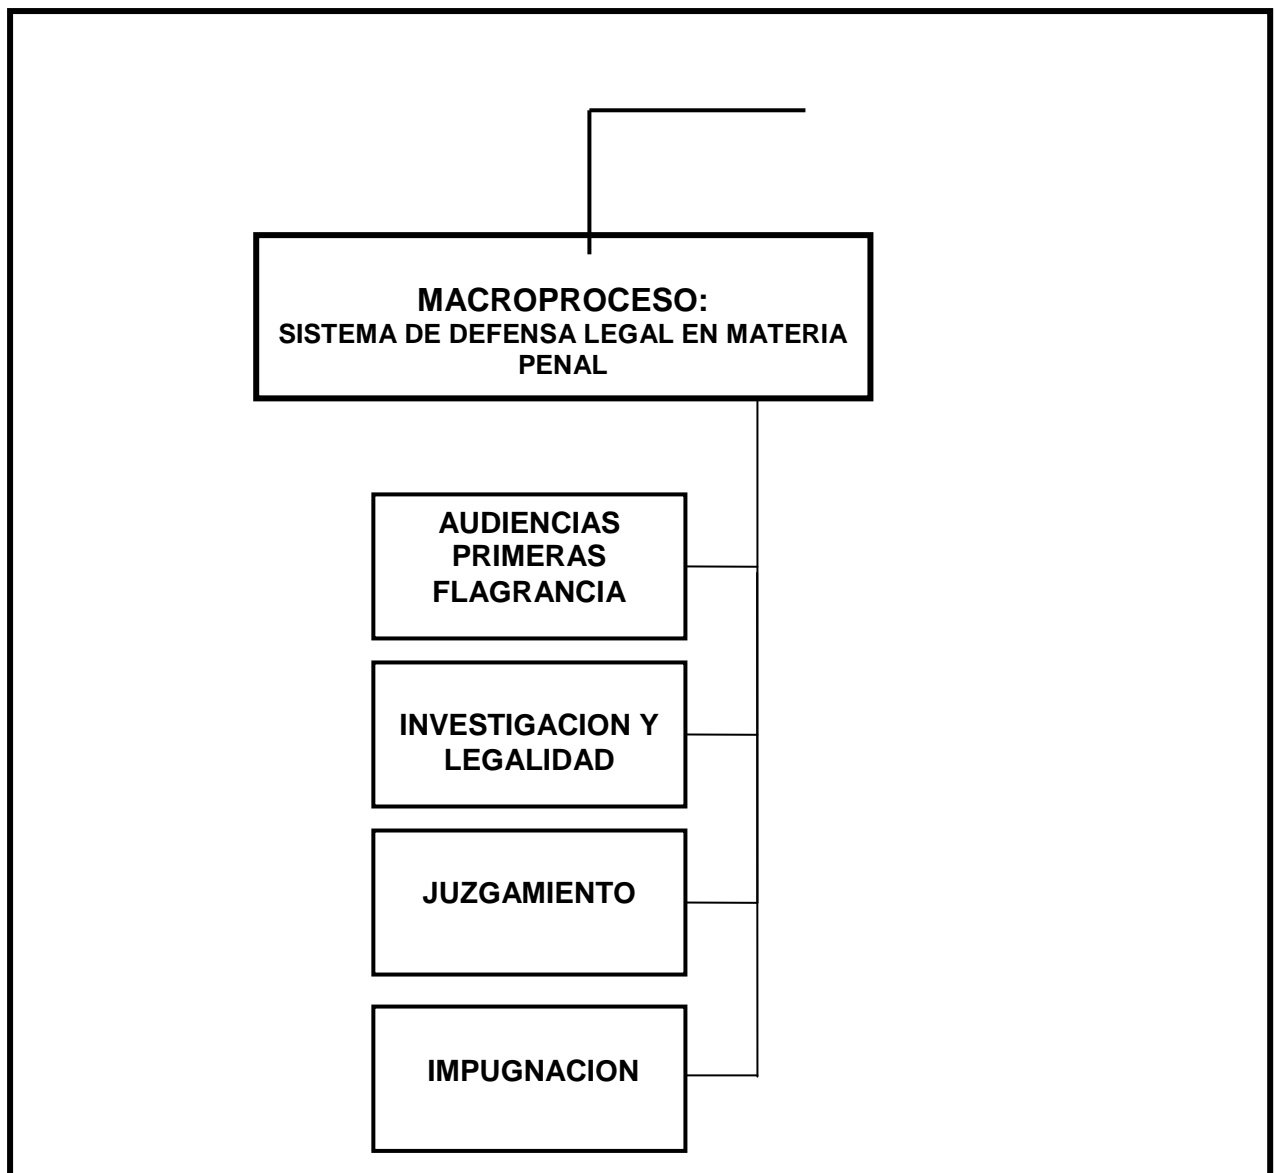 MACROPROCESO:
SISTEMA DE DEFENSA LEGAL EN MATERIA
PENAL
AUDIENCIAS
PRIMERAS
FLAGRANCIA
INVESTIGACION Y
LEGALIDAD
JUZGAMIENTO
IMPUGNACION